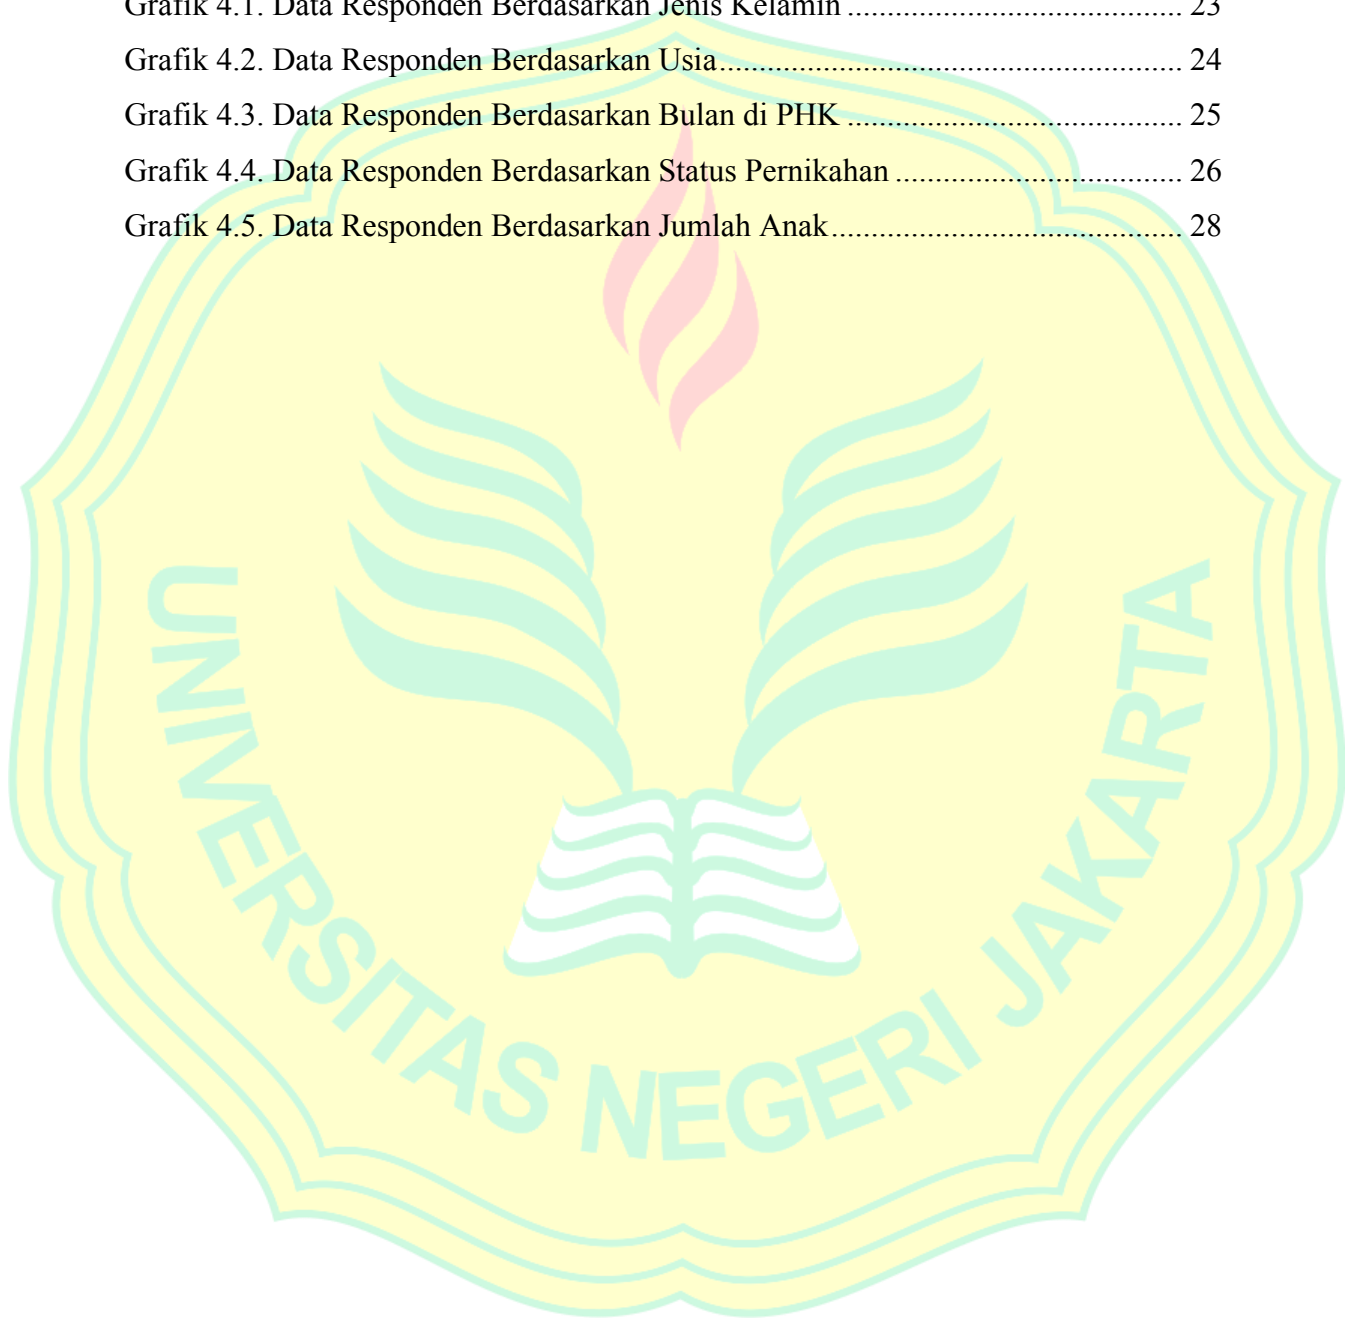 Grafik 4.1. Data Responden Berdasarkan Jenis Kelamin ........................................... 23
Grafik 4.2. Data Responden Berdasarkan Usia........................................................... 24
Grafik 4.3. Data Responden Berdasarkan Bulan di PHK ........................................... 25
Grafik 4.4. Data Responden Berdasarkan Status Pernikahan ..................................... 26
Grafik 4.5. Data Responden Berdasarkan Jumlah Anak............................................. 28
UNIVERSITAS NEGERI JAKARTA